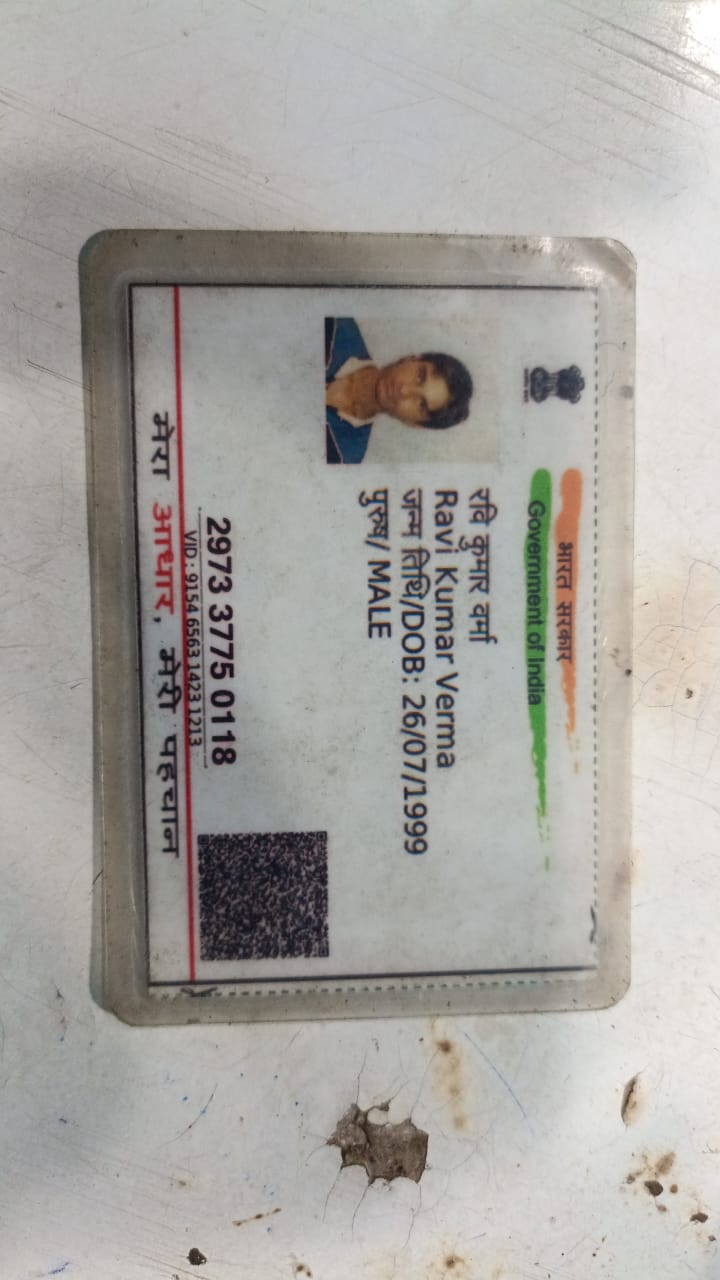 भारत सरकार
Government of India
रवि कुमार वर्मा
Ravi Kumar Verma
जन्म तिथि/DOB: 26/07/1999
पुरुष/ MALE
2973 3775 0118
VID : 9154 6563 1423 1213
मेरा आधार, मेरी पहचान